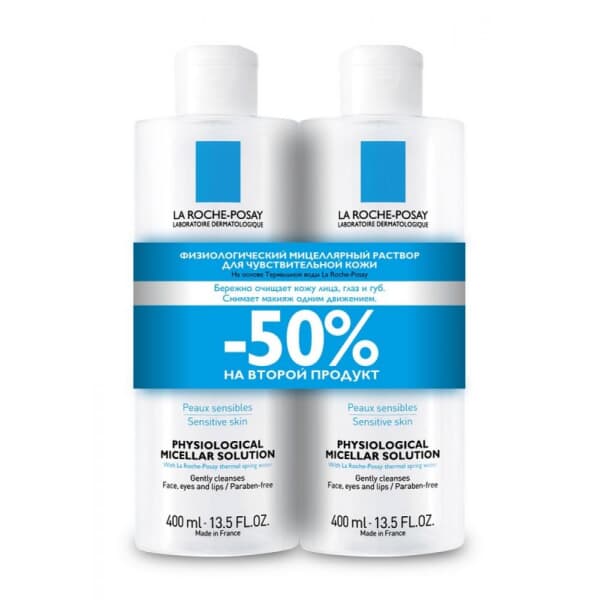 LA ROCHE-POSAY
LABORATOIRE DERMATOLOGIQUE
LA ROCHE-POSAY
LABORATOIRE DERMATOLOGIQUE
ФИЗИОЛОГИЧЕСКИЙ МИЦЕЛЛЯРНЫЙ РАСТВОР
ДЛЯ ЧУВСТВИТЕЛЬНОЙ КОЖИ
На основе Термальной воды La Roche-Posay
Бережно очищает кожу лица, глаз и губ.
Снимает макияж одним движением.
-50%
НА ВТОРОЙ ПРОДУКТ
Peaux sensibles
Sensitive skin
PHYSIOLOGICAL
MICELLAR SOLUTION
With La Roche-Posay thermal spring water
Gently cleanses
Face, eyes and lips / Paraben-free
400 ml · 13.5 FL.OZ.
Made in France
Peaux sensibles
Sensitive skin
PHYSIOLOGICAL
MICELLAR SOLUTION
With La Roche-Posay thermal spring water
Gently cleanses
Face, eyes and lips / Paraben-free
400 ml · 13.5 FL.OZ.
Made in France